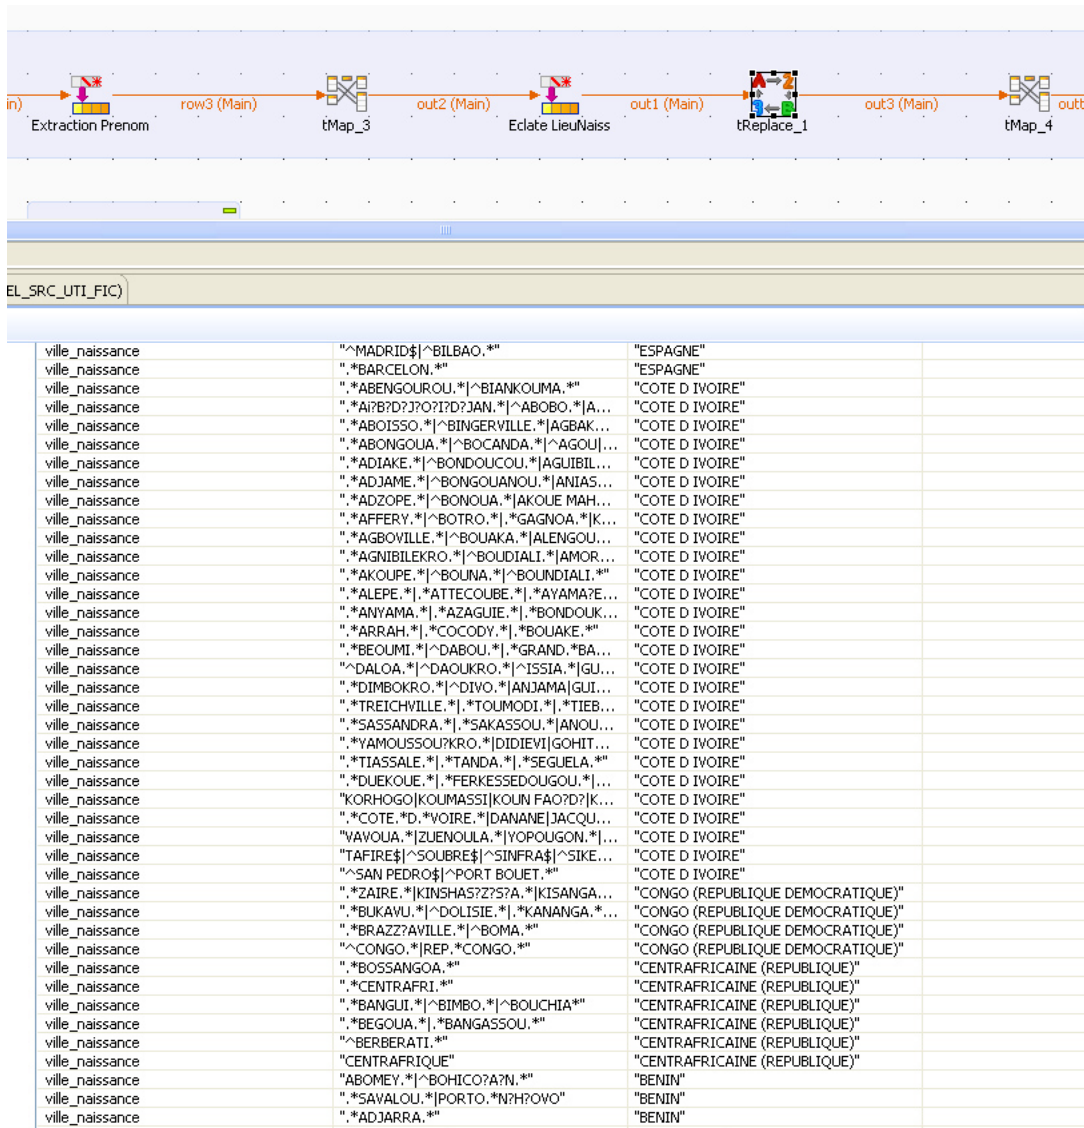 in) row3 (Main) out2 (Main) out1 (Main) out3 (Main) outt
Extraction Prenom tMap_3 Eclate LieuNaiss tReplace_1 tMap_4
EL_SRC_UTI_FIC)
ville_naissance "^MADRID$|^BILBAO.*" "ESPAGNE"
ville_naissance ".*BARCELON.*" "ESPAGNE"
ville_naissance ".*ABENGOUROU.*|^BIANKOUMA.*" "COTE D IVOIRE"
ville_naissance ".*Ai?B?D?J?O?I?D?JAN.*|^ABOBO.*|A... "COTE D IVOIRE"
ville_naissance ".*ABOISSO.*|^BINGERVILLE.*|AGBAK... "COTE D IVOIRE"
ville_naissance ".*ABONGOUA.*|^BOCANDA.*|^AGOU|... "COTE D IVOIRE"
ville_naissance ".*ADIAKE.*|^BONDOUCOU.*|AGUIBIL... "COTE D IVOIRE"
ville_naissance ".*ADJAME.*|^BONGOUANOU.*|ANIAS... "COTE D IVOIRE"
ville_naissance ".*ADZOPE.*|^BONOUA.*|AKOUE MAH... "COTE D IVOIRE"
ville_naissance ".*AFFERY.*|^BOTRO.*|.*GAGNOA.*|K... "COTE D IVOIRE"
ville_naissance ".*AGBOVILLE.*|^BOUAKA.*|ALENGOU... "COTE D IVOIRE"
ville_naissance ".*AGNIBILEKRO.*|^BOUDIALI.*|AMOR... "COTE D IVOIRE"
ville_naissance ".*AKOUPE.*|^BOUNA.*|^BOUNDIALI.*" "COTE D IVOIRE"
ville_naissance ".*ALEPE.*|.*ATTECOUBE.*|.*AYAMA?E... "COTE D IVOIRE"
ville_naissance ".*ANYAMA.*|.*AZAGUIE.*|.*BONDOUK... "COTE D IVOIRE"
ville_naissance ".*ARRAH.*|.*COCODY.*|.*BOUAKE.*" "COTE D IVOIRE"
ville_naissance ".*BEOUMI.*|^DABOU.*|.*GRAND.*BA... "COTE D IVOIRE"
ville_naissance "^DALOA.*|^DAOUKRO.*|^ISSIA.*|GU... "COTE D IVOIRE"
ville_naissance ".*DIMBOKRO.*|^DIVO.*|ANJAMA|GUI... "COTE D IVOIRE"
ville_naissance ".*TREICHVILLE.*|.*TOUMODI.*|.*TIEB... "COTE D IVOIRE"
ville_naissance ".*SASSANDRA.*|.*SAKASSOU.*|ANOU... "COTE D IVOIRE"
ville_naissance ".*YAMOUSSOU?KRO.*|DIDIEVI|GOHIT... "COTE D IVOIRE"
ville_naissance ".*TIASSALE.*|.*TANDA.*|.*SEGUELA.*" "COTE D IVOIRE"
ville_naissance ".*DUEKOUE.*|.*FERKESSEDOUGOU.*|... "COTE D IVOIRE"
ville_naissance "KORHOGO|KOUMASSI|KOUN FAO?D?|K... "COTE D IVOIRE"
ville_naissance ".*COTE.*D.*VOIRE.*|DANANE|JACQU... "COTE D IVOIRE"
ville_naissance "VAVOUA.*|ZUENOULA.*|YOPOUGON.*|... "COTE D IVOIRE"
ville_naissance "TAFIRE$|^SOUBRE$|^SINFRA$|^SIKE... "COTE D IVOIRE"
ville_naissance "^SAN PEDRO$|^PORT BOUET.*" "COTE D IVOIRE"
ville_naissance ".*ZAIRE.*|KINSHAS?Z?S?A.*|KISANGA... "CONGO (REPUBLIQUE DEMOCRATIQUE)"
ville_naissance ".*BUKAVU.*|^DOLISIE.*|.*KANANGA.*... "CONGO (REPUBLIQUE DEMOCRATIQUE)"
ville_naissance ".*BRAZZ?AVILLE.*|^BOMA.*" "CONGO (REPUBLIQUE DEMOCRATIQUE)"
ville_naissance "^CONGO.*|REP.*CONGO.*" "CONGO (REPUBLIQUE DEMOCRATIQUE)"
ville_naissance ".*BOSSANGOA.*" "CENTRAFRICAINE (REPUBLIQUE)"
ville_naissance ".*CENTRAFRI.*" "CENTRAFRICAINE (REPUBLIQUE)"
ville_naissance ".*BANGUI.*|^BIMBO.*|^BOUCHIA*" "CENTRAFRICAINE (REPUBLIQUE)"
ville_naissance ".*BEGOUA.*|.*BANGASSOU.*" "CENTRAFRICAINE (REPUBLIQUE)"
ville_naissance "^BERBERATI.*" "CENTRAFRICAINE (REPUBLIQUE)"
ville_naissance "CENTRAFRIQUE" "CENTRAFRICAINE (REPUBLIQUE)"
ville_naissance "ABOMEY.*|^BOHICO?A?N.*" "BENIN"
ville_naissance ".*SAVALOU.*|PORTO.*N?H?OVO" "BENIN"
ville_naissance ".*ADJARRA.*" "BENIN"